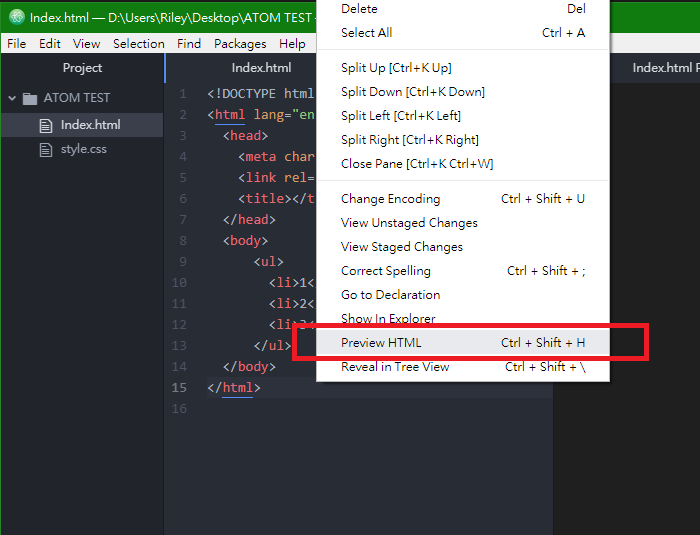 Index.html — D:\Users\Riley\Desktop\ATOM TEST
File Edit View Selection Find Packages Help
Project
ATOM TEST
Index.html
style.css
Index.html
1 <!DOCTYPE html
2 <html lang="en
3 <head>
4 <meta char
5 <link rel=
6 <title></t
7 </head>
8 <body>
9 <ul>
10 <li>1<
11 <li>2<
12 <li>3<
13 </ul>
14 </body>
15 </html>
16
Delete Del
Select All Ctrl + A
Split Up [Ctrl+K Up]
Split Down [Ctrl+K Down]
Split Left [Ctrl+K Left]
Split Right [Ctrl+K Right]
Close Pane [Ctrl+K Ctrl+W]
Change Encoding Ctrl + Shift + U
View Unstaged Changes
View Staged Changes
Correct Spelling Ctrl + Shift + ;
Go to Declaration
Show In Explorer
Preview HTML Ctrl + Shift + H
Reveal in Tree View Ctrl + Shift + \
Index.html P